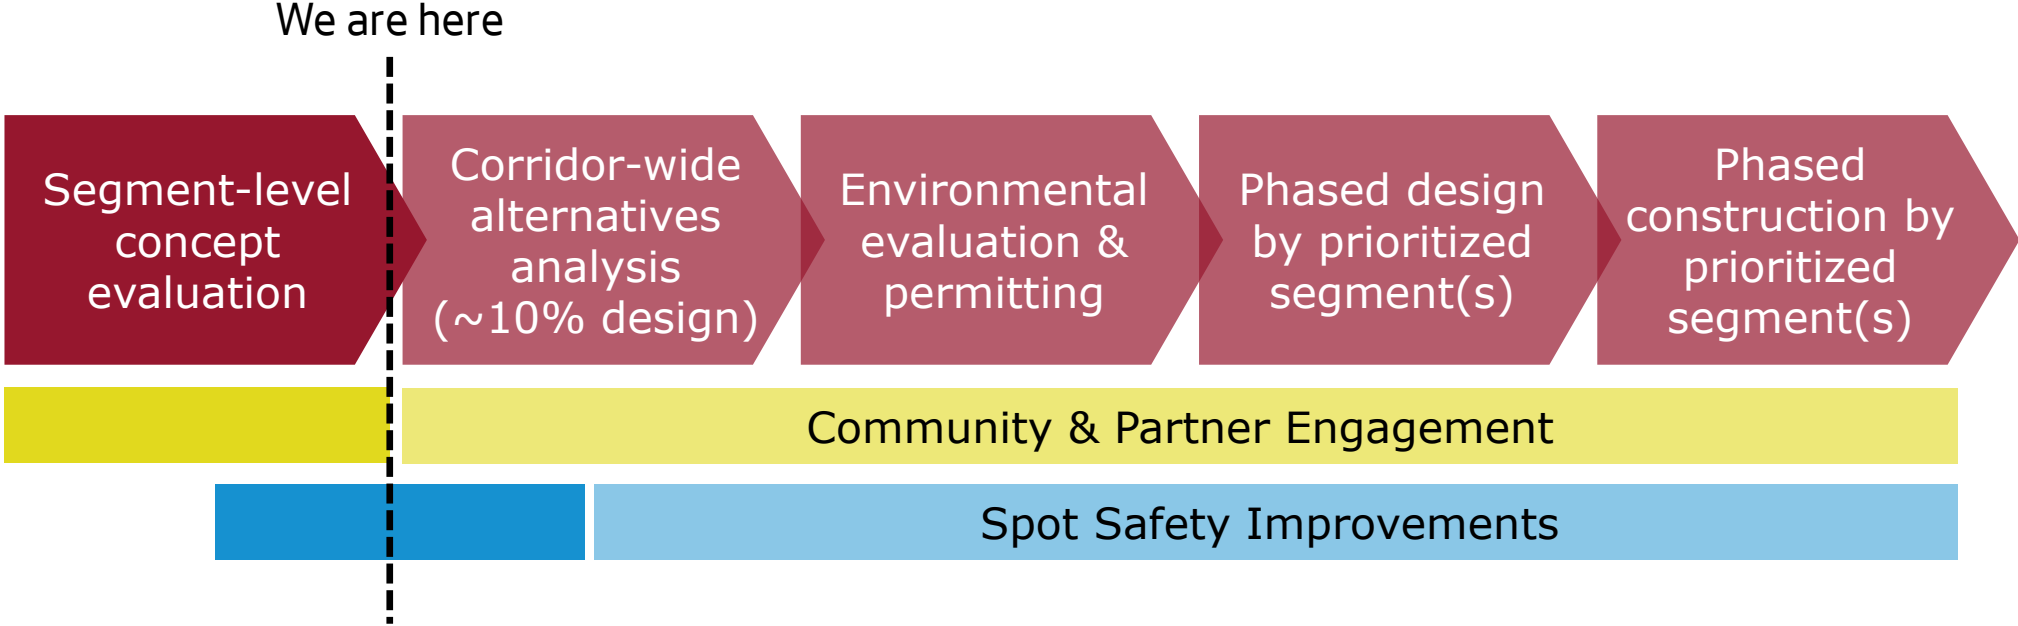 We are here
Segment-level
concept
evaluation
Corridor-wide
alternatives
analysis
(~10% design)
Environmental
evaluation &
permitting
Phased design
by prioritized
segment(s)
Phased
construction by
prioritized
segment(s)
Community & Partner Engagement
Spot Safety Improvements